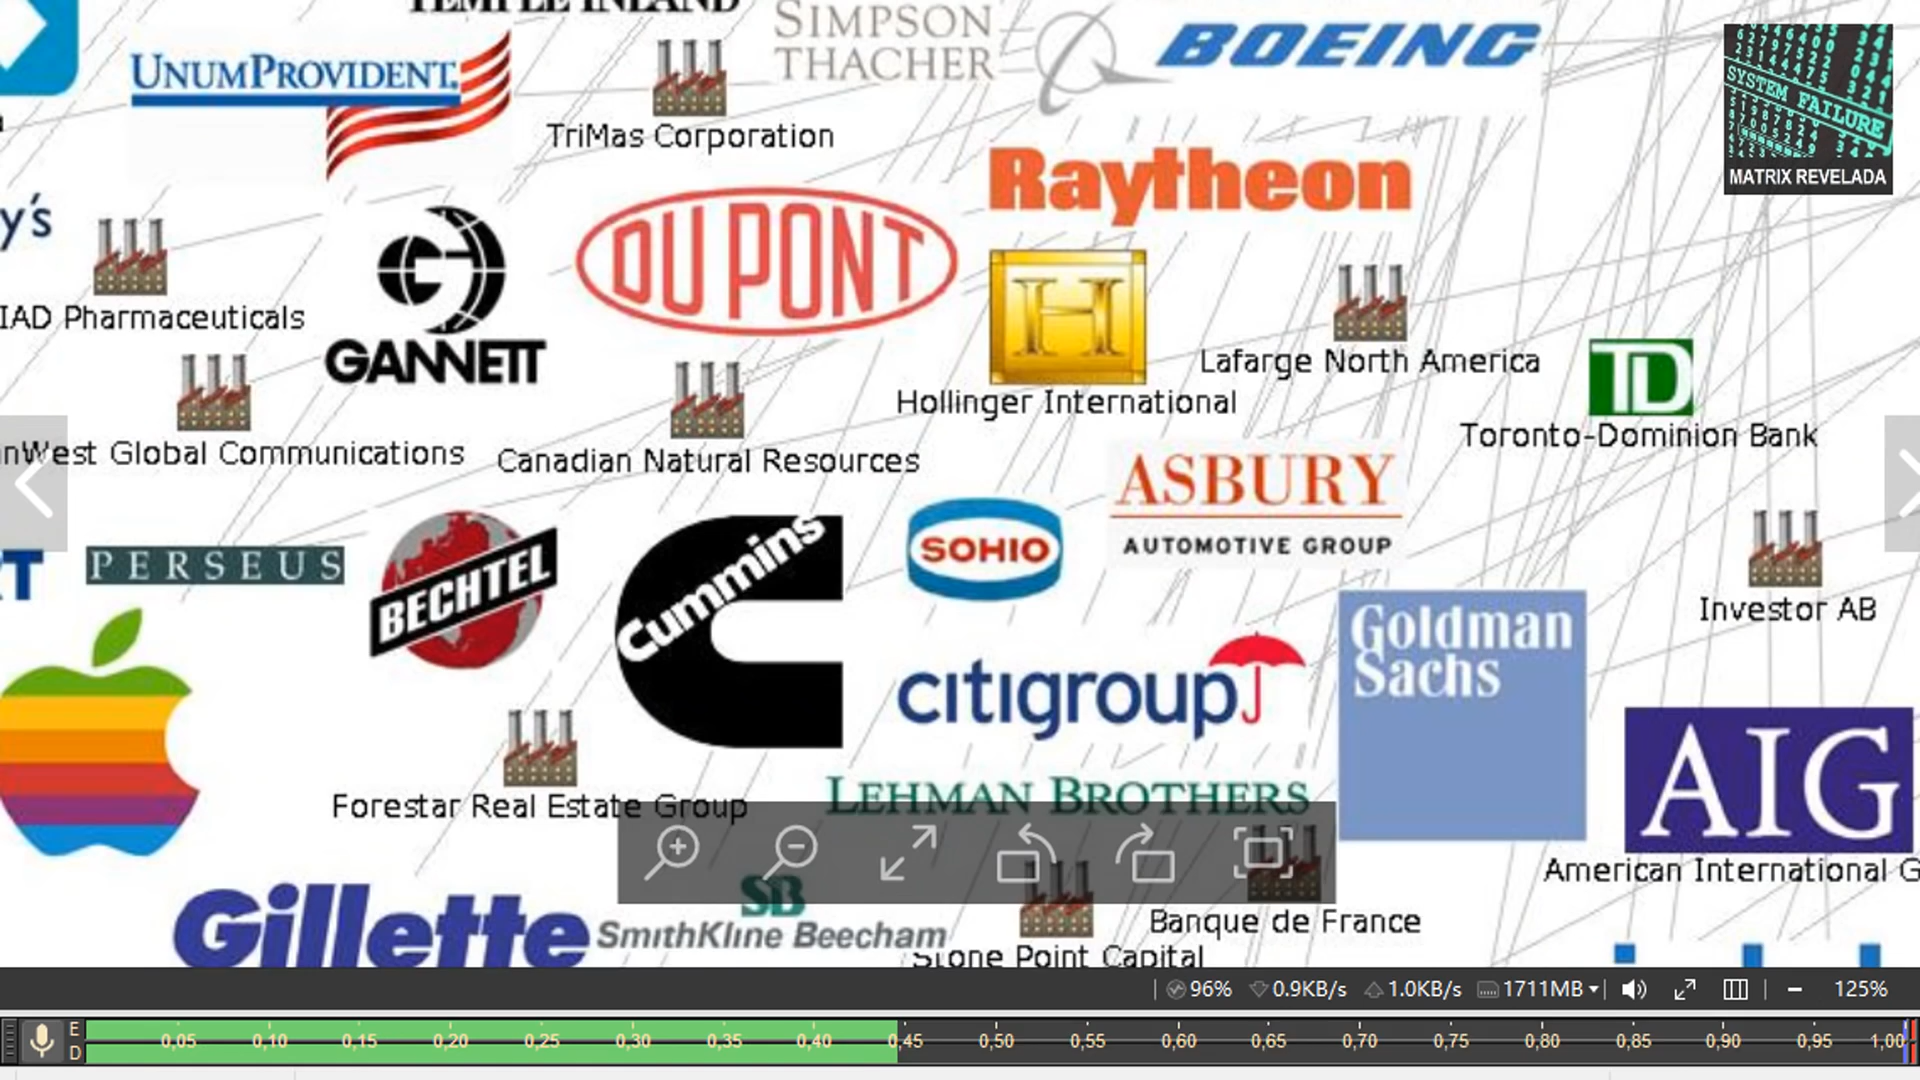 TEMPLE INLAND
SIMPSON
THACHER
BOEING
UNUMPROVIDENT
TriMas Corporation
SYSTEM FAILURE
MATRIX REVELADA
Raytheon
y's
DU PONT
IAD Pharmaceuticals
GANNETT
H
Hollinger International
Lafarge North America
TD
Toronto-Dominion Bank
nWest Global Communications
Canadian Natural Resources
ASBURY
AUTOMOTIVE GROUP
SOHIO
RT
PERSEUS
BECHTEL
Cummins
Investor AB
Goldman
Sachs
citigroup
AIG
American International G
Forestar Real Estate Group
LEHMAN BROTHERS
Gillette
SB
SmithKline Beecham
Banque de France
Stone Point Capital
96% 0.9KB/s 1.0KB/s 1711MB 125%
E
D
0,05 0,10 0,15 0,20 0,25 0,30 0,35 0,40 0,45 0,50 0,55 0,60 0,65 0,70 0,75 0,80 0,85 0,90 0,95 1,00